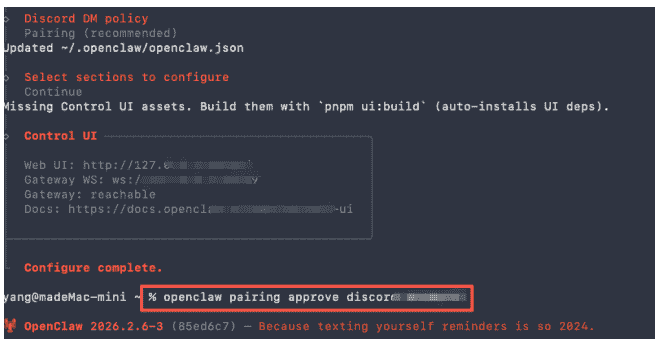 Discord DM policy
Pairing (recommended)
Updated ~/.openclaw/openclaw.json
Select sections to configure
Continue
Missing Control UI assets. Build them with `pnpm ui:build` (auto-installs UI deps).
Control UI
Web UI: http://127.
Gateway WS: ws:/
Gateway: reachable
Docs: https://docs.opencl -ui
Configure complete.
yang@madeMac-mini ~ % openclaw pairing approve discor
OpenClaw 2026.2.6-3 (85ed6c7) — Because texting yourself reminders is so 2024.